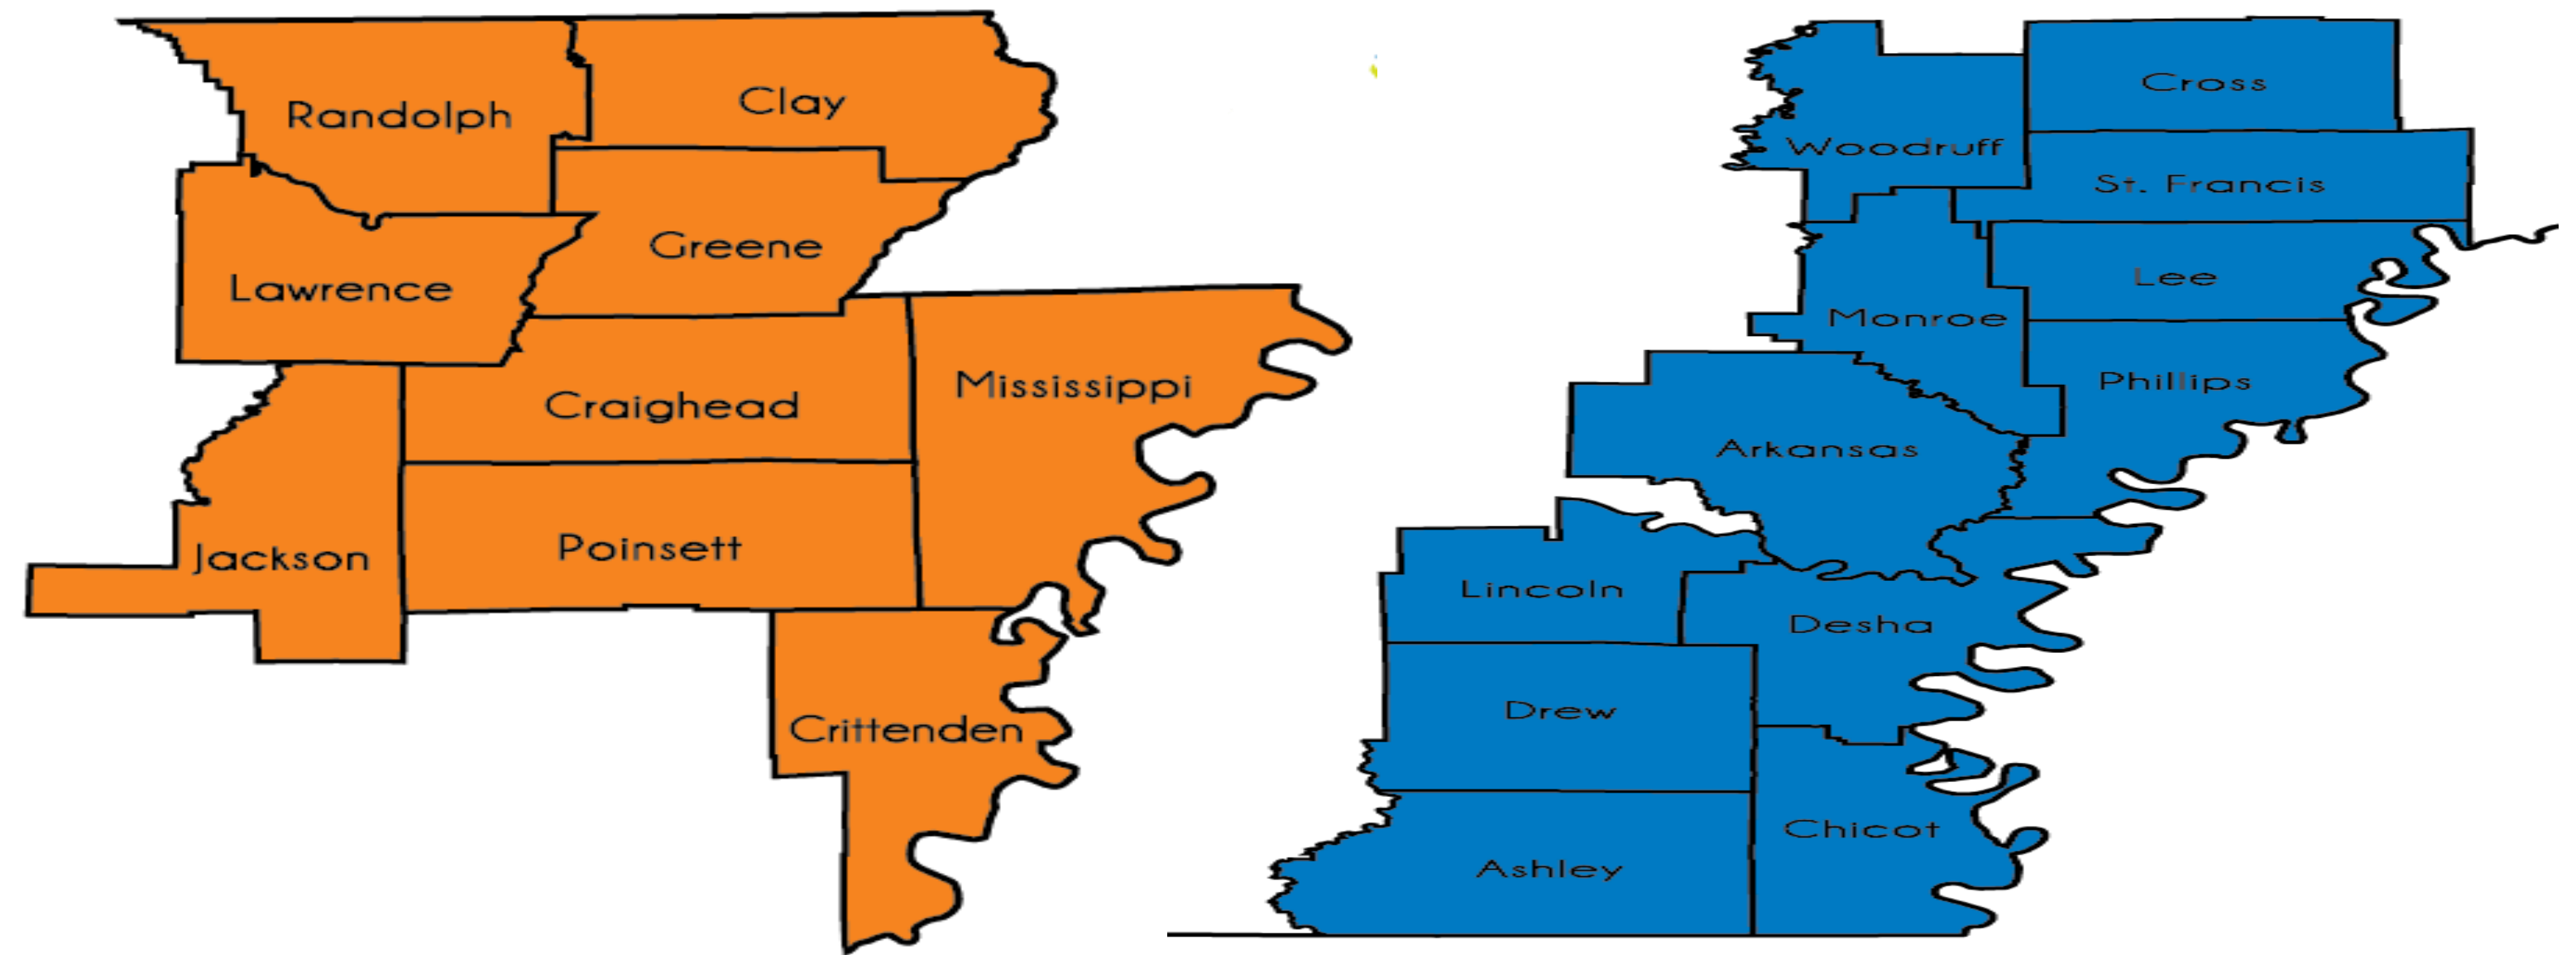 Randolph
Clay
Greene
Lawrence
Mississippi
Craighead
Poinsett
Jackson
Crittenden
Cross
Woodruff
St. Francis
Lee
Monroe
Phillips
Arkansas
Lincoln
Desha
Drew
Chicot
Ashley